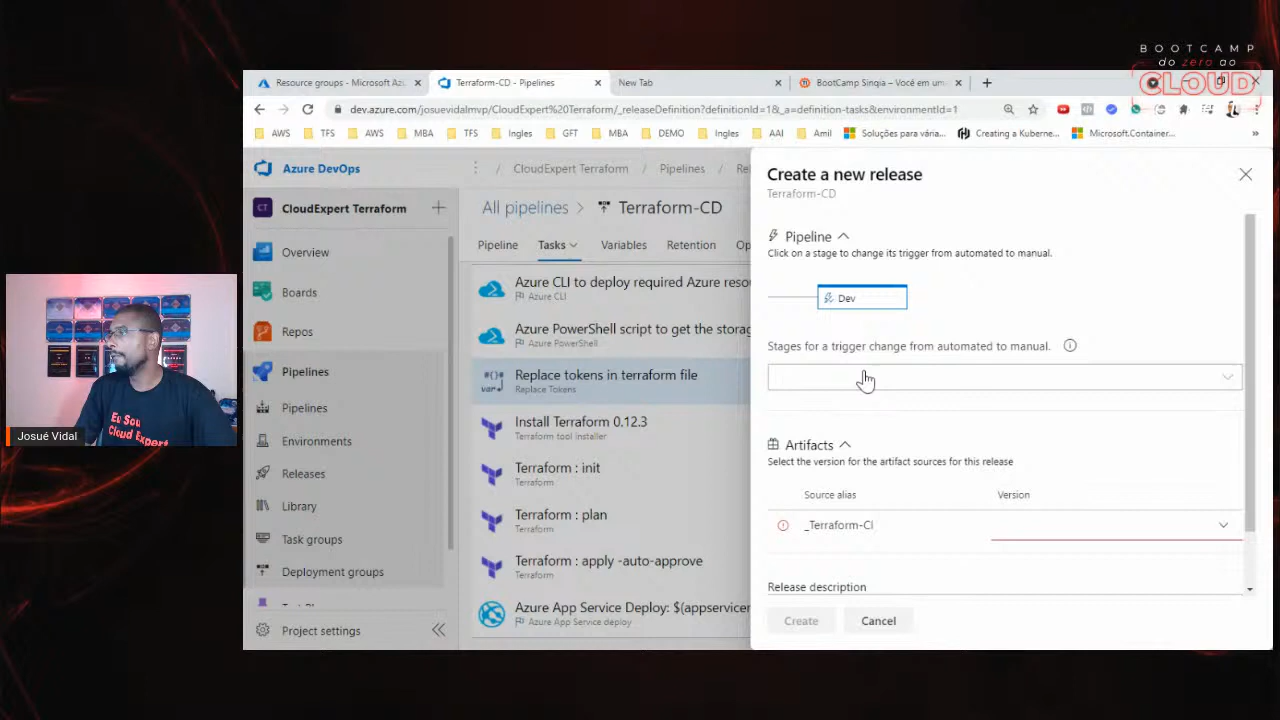 BOOTCAMP
do zero ao
CLOUD
Resource groups - Microsoft Az
Terraform-CD - Pipelines
New Tab
BootCamp Sinqia – Você em um
dev.azure.com/josuevidalmvp/CloudExpert%20Terraform/_releaseDefinition?definitionId=1&_a=definition-tasks&environmentId=1
AWS
TFS
AWS
MBA
TFS
Ingles
GFT
MBA
DEMO
Ingles
AAI
Amil
Soluções para vária...
Creating a Kuberne...
Microsoft.Container...
»
Azure DevOps
/ CloudExpert Terraform / Pipelines / Rel
CT CloudExpert Terraform
Overview
Boards
Repos
Pipelines
Pipelines
Environments
Releases
Library
Task groups
Deployment groups
Project settings
All pipelines > Terraform-CD
Pipeline
Tasks
Variables
Retention
Op
Azure CLI to deploy required Azure reso
Azure CLI
Azure PowerShell script to get the storag
Azure PowerShell
Replace tokens in terraform file
Replace Tokens
Install Terraform 0.12.3
Terraform tool installer
Terraform : init
Terraform
Terraform : plan
Terraform
Terraform : apply -auto-approve
Terraform
Azure App Service Deploy: $(appservicen
Azure App Service deploy
Create a new release
Terraform-CD
Pipeline
Click on a stage to change its trigger from automated to manual.
Dev
Stages for a trigger change from automated to manual.
Artifacts
Select the version for the artifact sources for this release
Source alias
Version
_Terraform-CI
Release description
Create
Cancel
Eu Sou
Cloud Expert
Josué Vidal